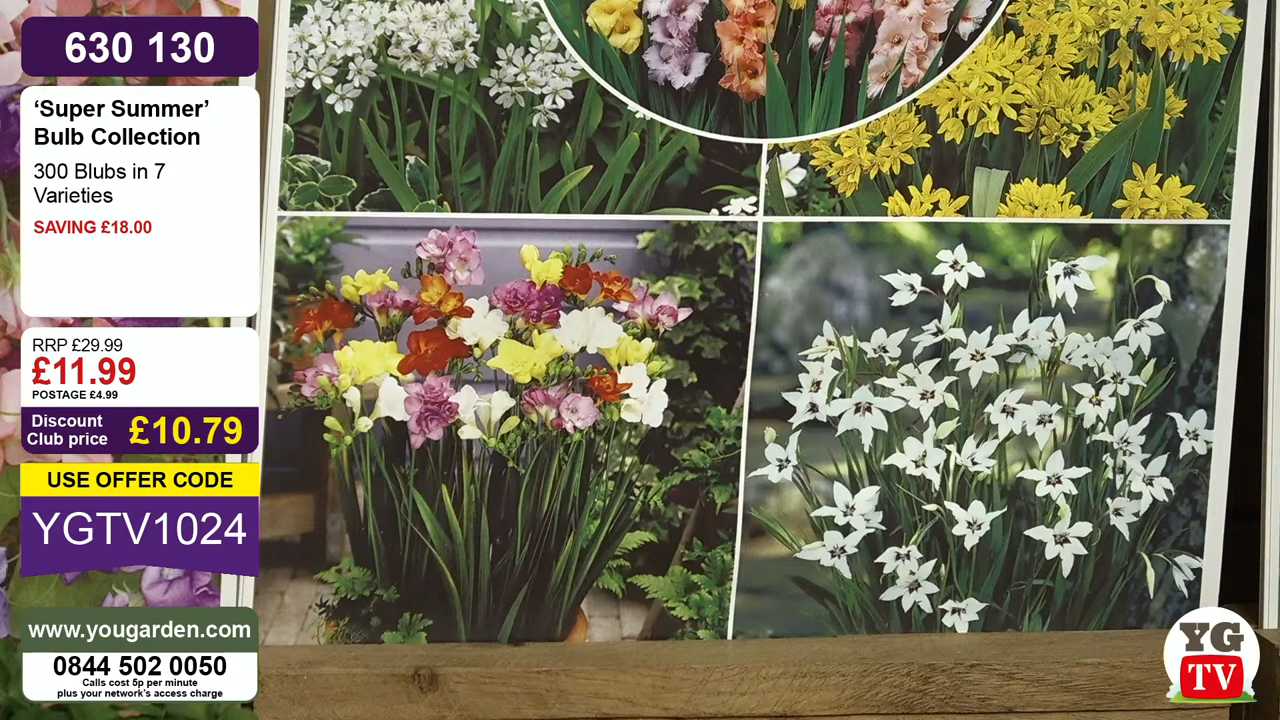 630 130
‘Super Summer’
Bulb Collection
300 Blubs in 7
Varieties
SAVING £18.00
RRP £29.99
£11.99
POSTAGE £4.99
Discount
Club price
£10.79
USE OFFER CODE
YGTV1024
www.yougarden.com
0844 502 0050
Calls cost 5p per minute
plus your network's access charge
YG
TV